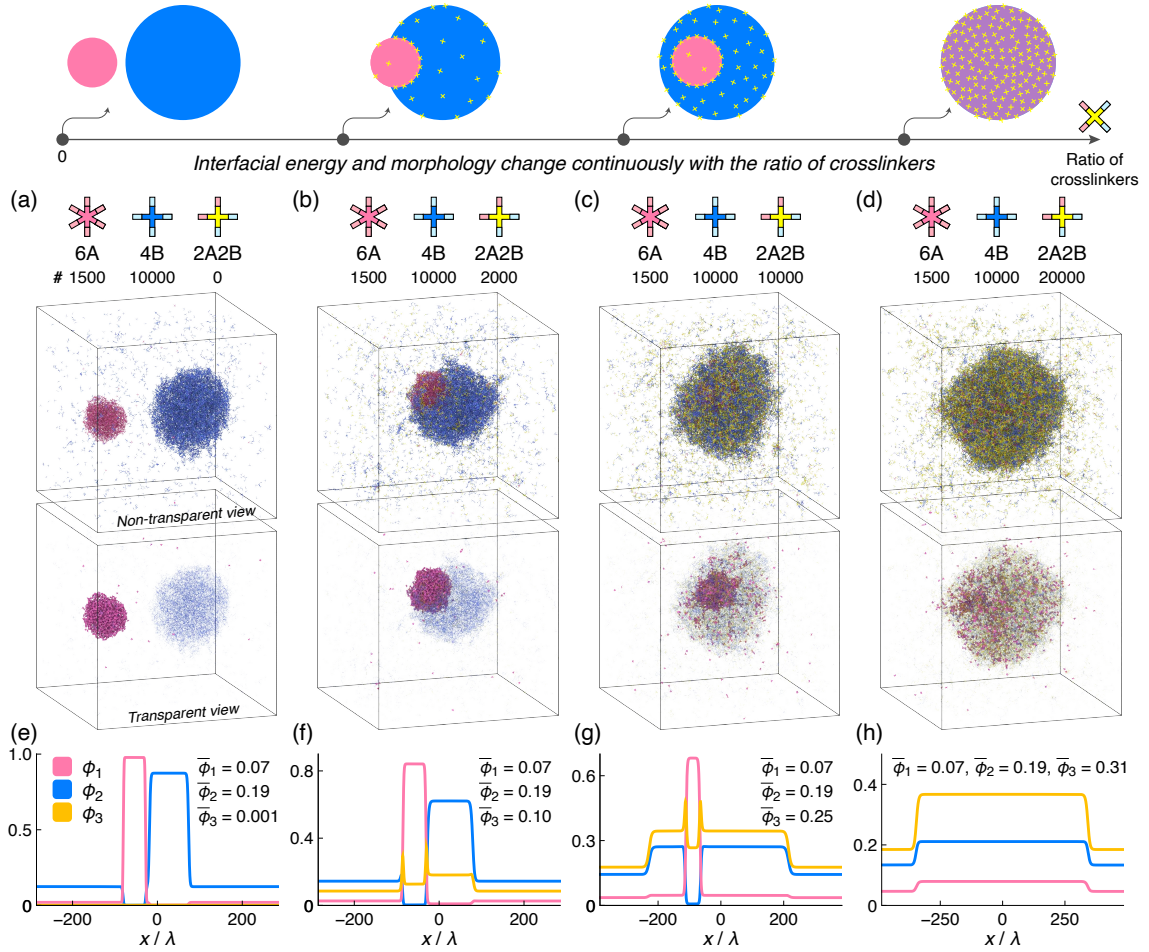 0
Interfacial energy and morphology change continuously with the ratio of crosslinkers
Ratio of
crosslinkers
(a) (b) (c) (d)
6A 4B 2A2B 6A 4B 2A2B 6A 4B 2A2B 6A 4B 2A2B
# 1500 10000 0 1500 10000 2000 1500 10000 10000 1500 10000 20000
Non-transparent view
Transparent view
(e)
1.0
0.5
0
ϕ1
ϕ2
ϕ3
ϕ̅1 = 0.07
ϕ̅2 = 0.19
ϕ̅3 = 0.001
−200 0 200
x / λ
(f)
0.8
0.4
0
ϕ̅1 = 0.07
ϕ̅2 = 0.19
ϕ̅3 = 0.10
−200 0 200
x / λ
(g)
0.6
0.3
0
ϕ̅1 = 0.07
ϕ̅2 = 0.19
ϕ̅3 = 0.25
−200 0 200
x / λ
(h)
ϕ̅1 = 0.07, ϕ̅2 = 0.19, ϕ̅3 = 0.31
0.4
0.2
0
−250 0 250
x / λ